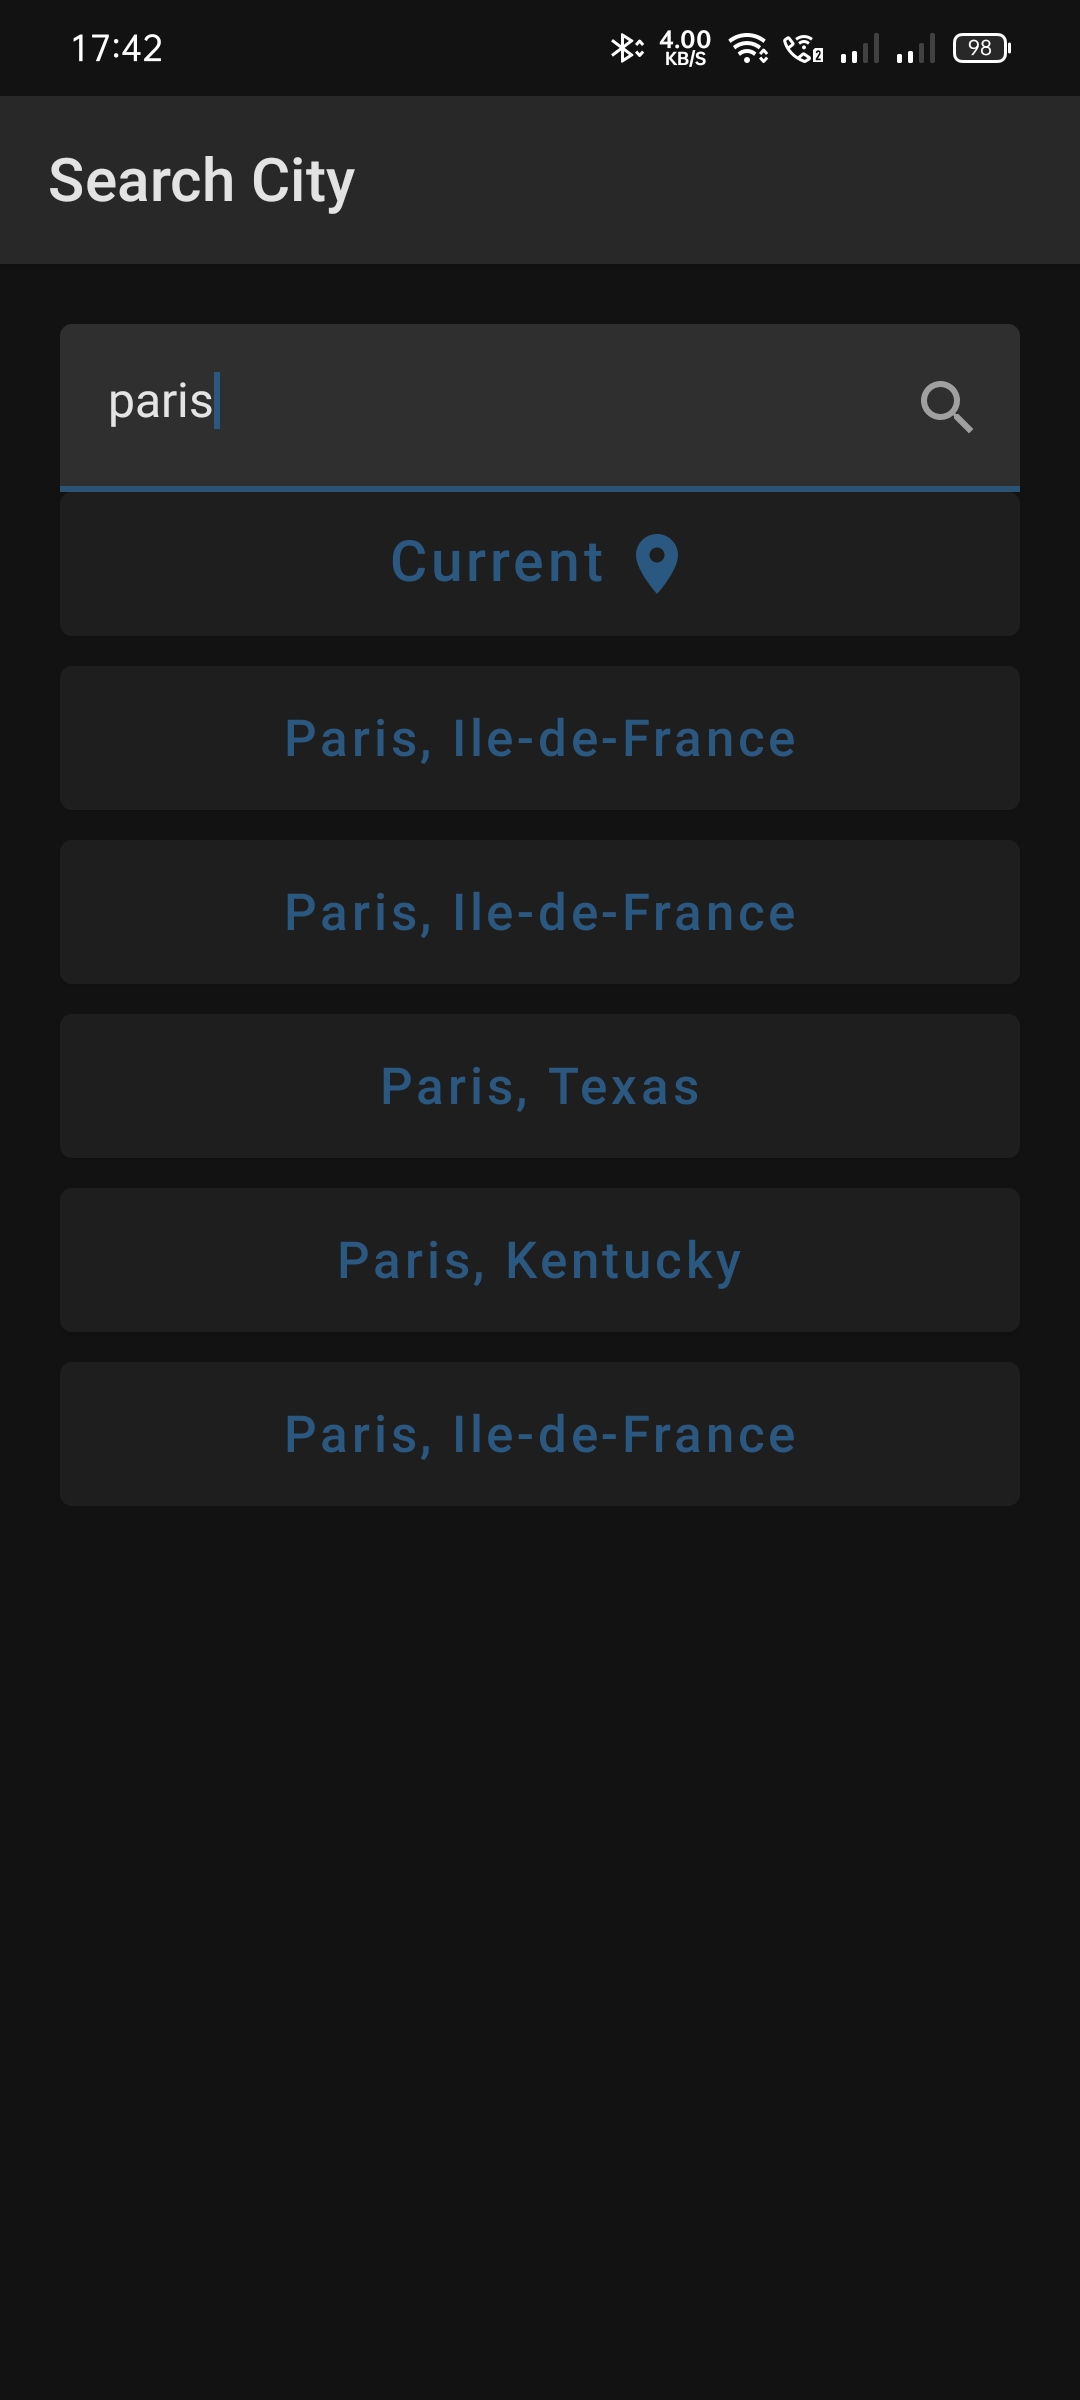 17:42
4.00
KB/S
2
98
Search City
paris
Current
Paris, Ile-de-France
Paris, Ile-de-France
Paris, Texas
Paris, Kentucky
Paris, Ile-de-France